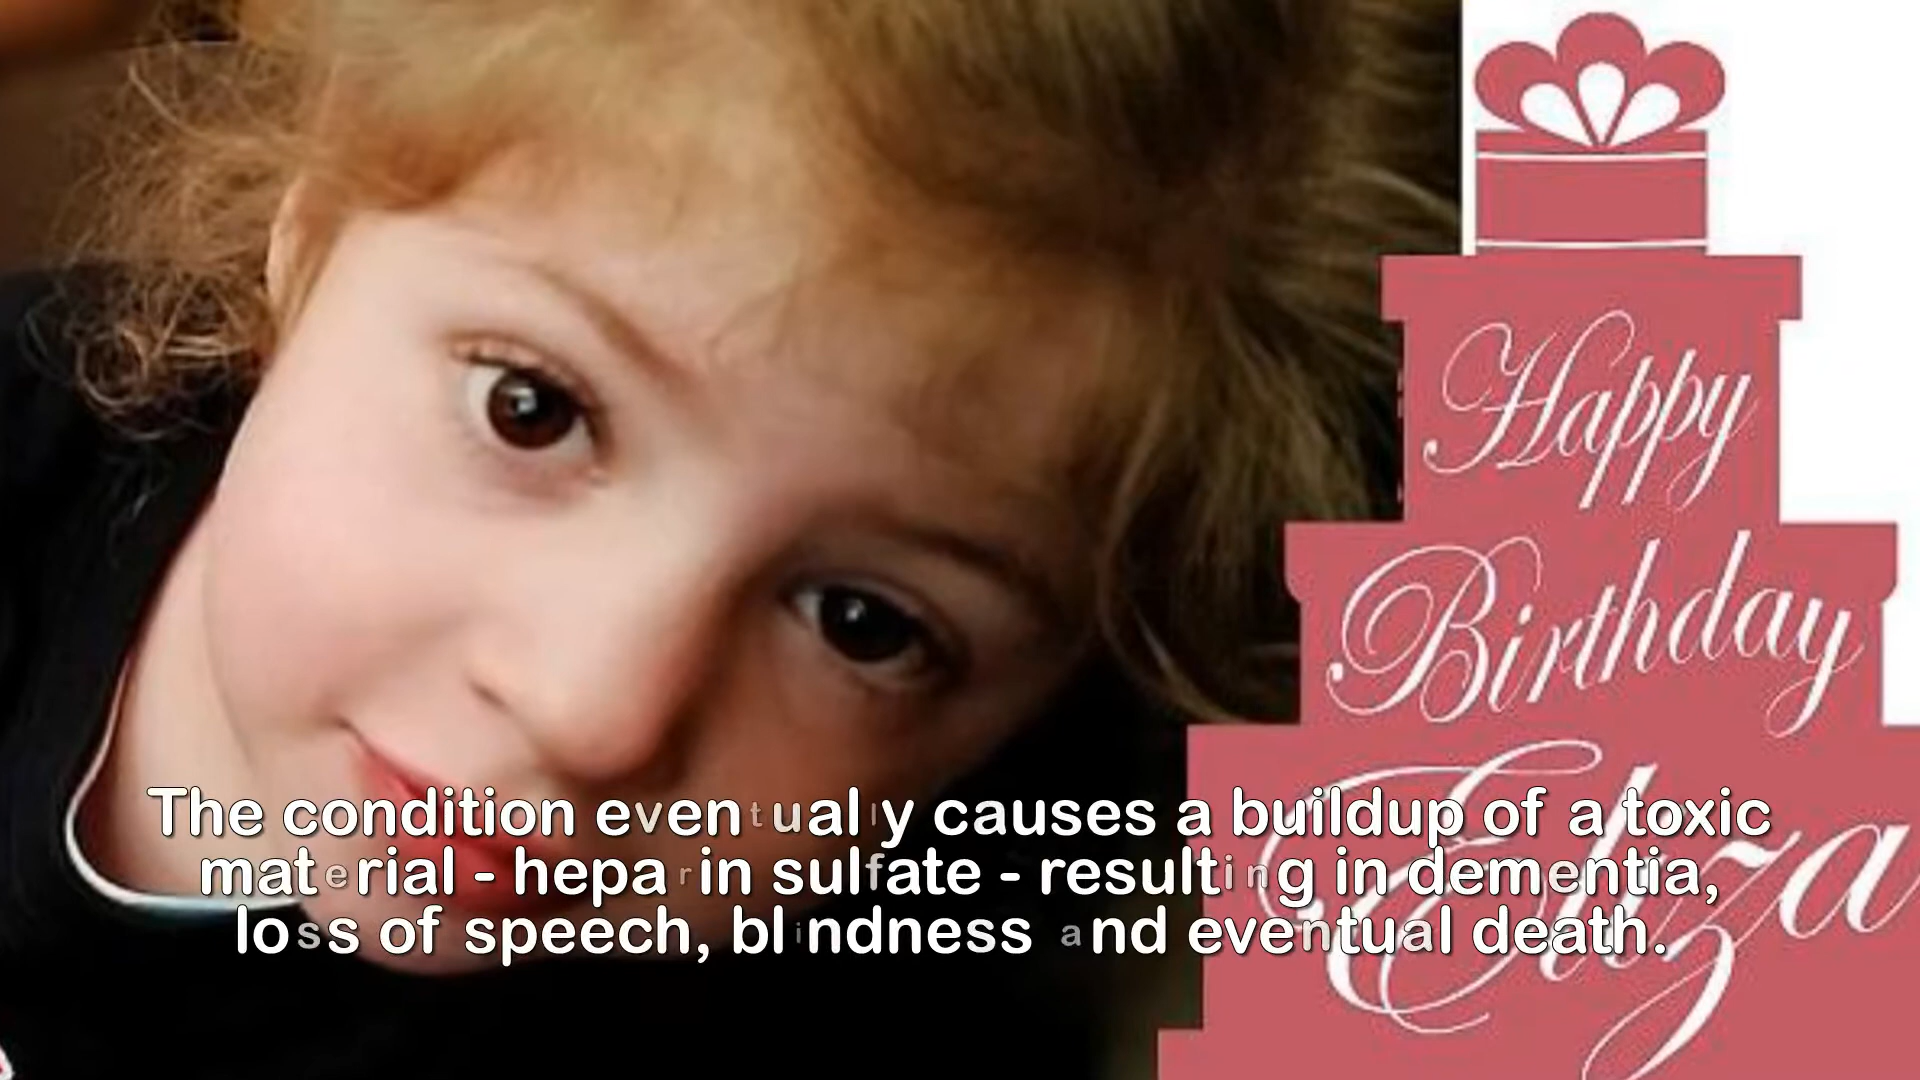 Happy
Birthday
Eliza
The condition eventually causes a buildup of a toxic
material - heparin sulfate - resulting in dementia,
loss of speech, blindness and eventual death.